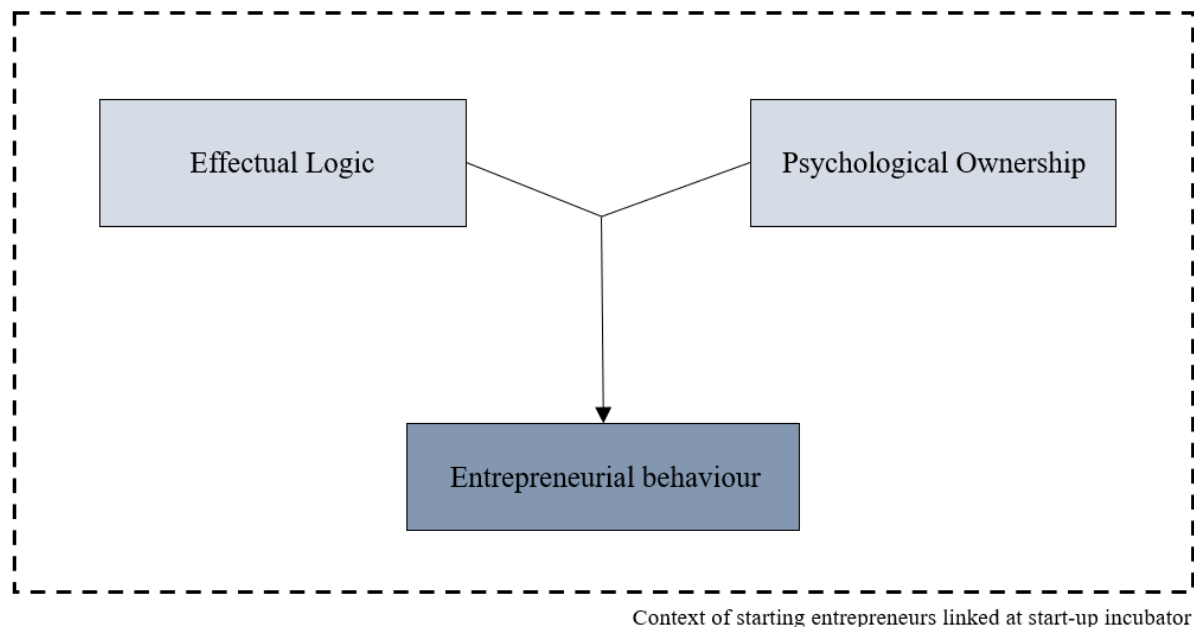 Effectual Logic
Psychological Ownership
Entrepreneurial behaviour
Context of starting entrepreneurs linked at start-up incubator